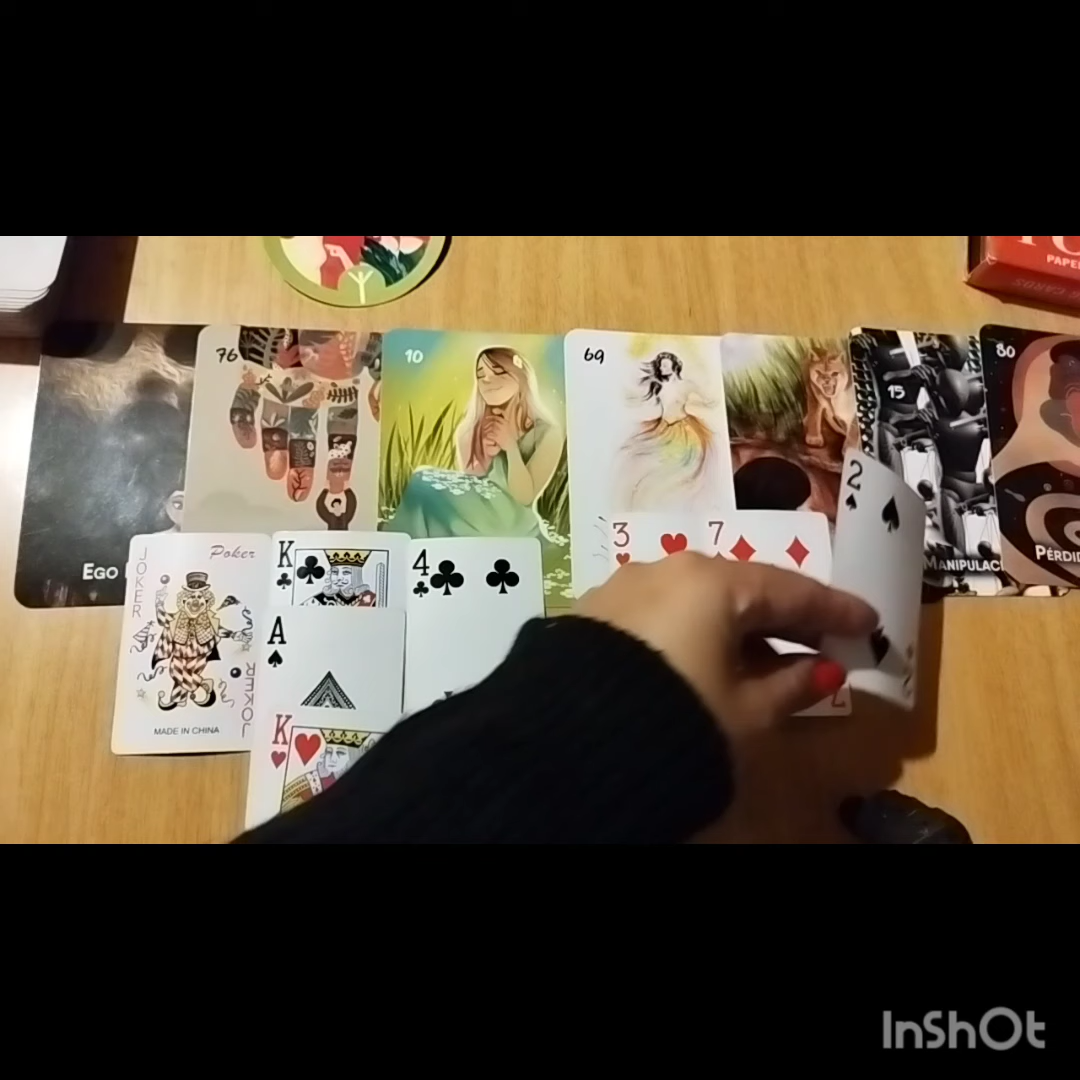 PAPE
76
10
69
15
80
EGO
MANIPULAC
PÉRDID
JOKER
Poker
JOKER
MADE IN CHINA
K
A
K
4
3
7
2
InShOt